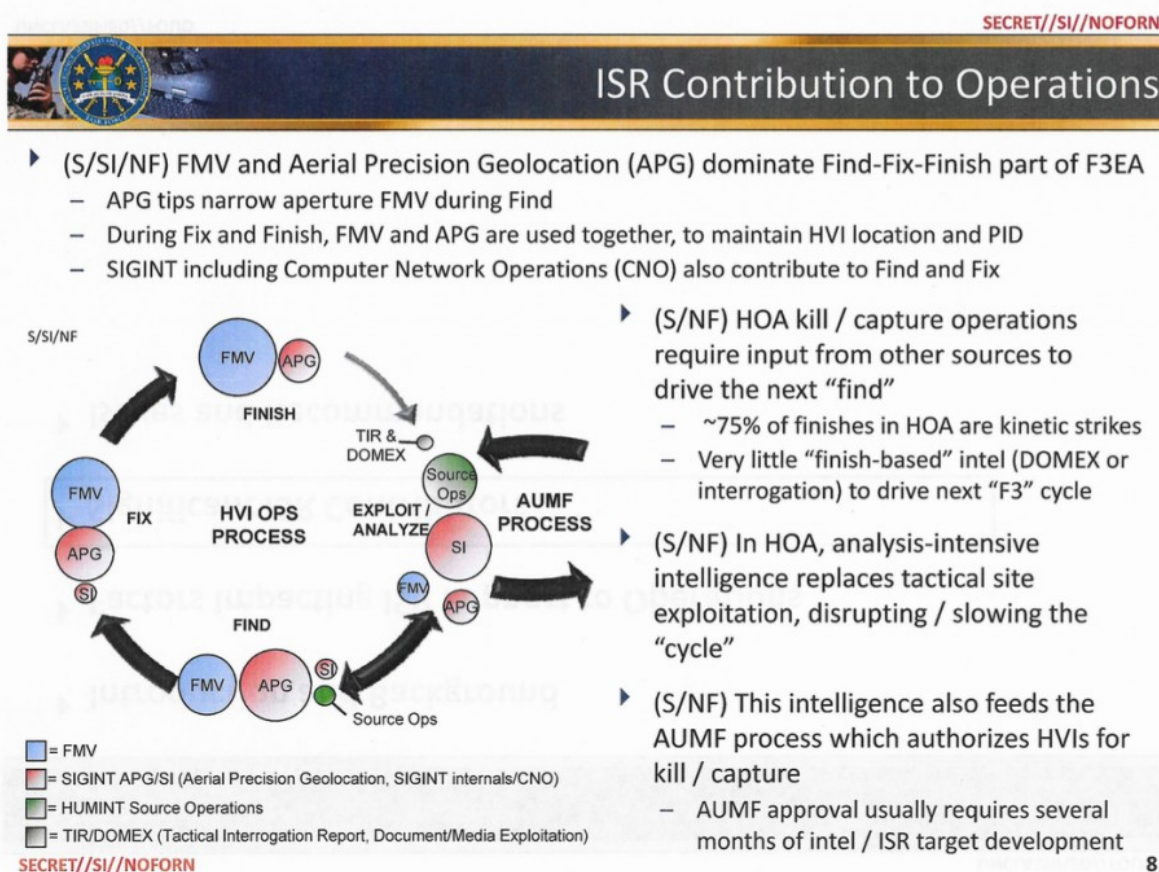 SECRET//SI//NOFORN
ISR Contribution to Operations
(S/SI/NF) FMV and Aerial Precision Geolocation (APG) dominate Find-Fix-Finish part of F3EA
– APG tips narrow aperture FMV during Find
– During Fix and Finish, FMV and APG are used together, to maintain HVI location and PID
– SIGINT including Computer Network Operations (CNO) also contribute to Find and Fix
S/SI/NF
FMV
APG
FINISH
TIR &
DOMEX
Source
Ops
EXPLOIT /
ANALYZE
SI
AUMF
PROCESS
FMV
APG
HVI OPS
PROCESS
FMV
FIX
APG
SI
FIND
FMV
APG
SI
Source Ops
= FMV
= SIGINT APG/SI (Aerial Precision Geolocation, SIGINT internals/CNO)
= HUMINT Source Operations
= TIR/DOMEX (Tactical Interrogation Report, Document/Media Exploitation)
(S/NF) HOA kill / capture operations
require input from other sources to
drive the next “find”
– ~75% of finishes in HOA are kinetic strikes
– Very little “finish-based” intel (DOMEX or
interrogation) to drive next “F3” cycle
(S/NF) In HOA, analysis-intensive
intelligence replaces tactical site
exploitation, disrupting / slowing the
“cycle”
(S/NF) This intelligence also feeds the
AUMF process which authorizes HVIs for
kill / capture
– AUMF approval usually requires several
months of intel / ISR target development
SECRET//SI//NOFORN
8